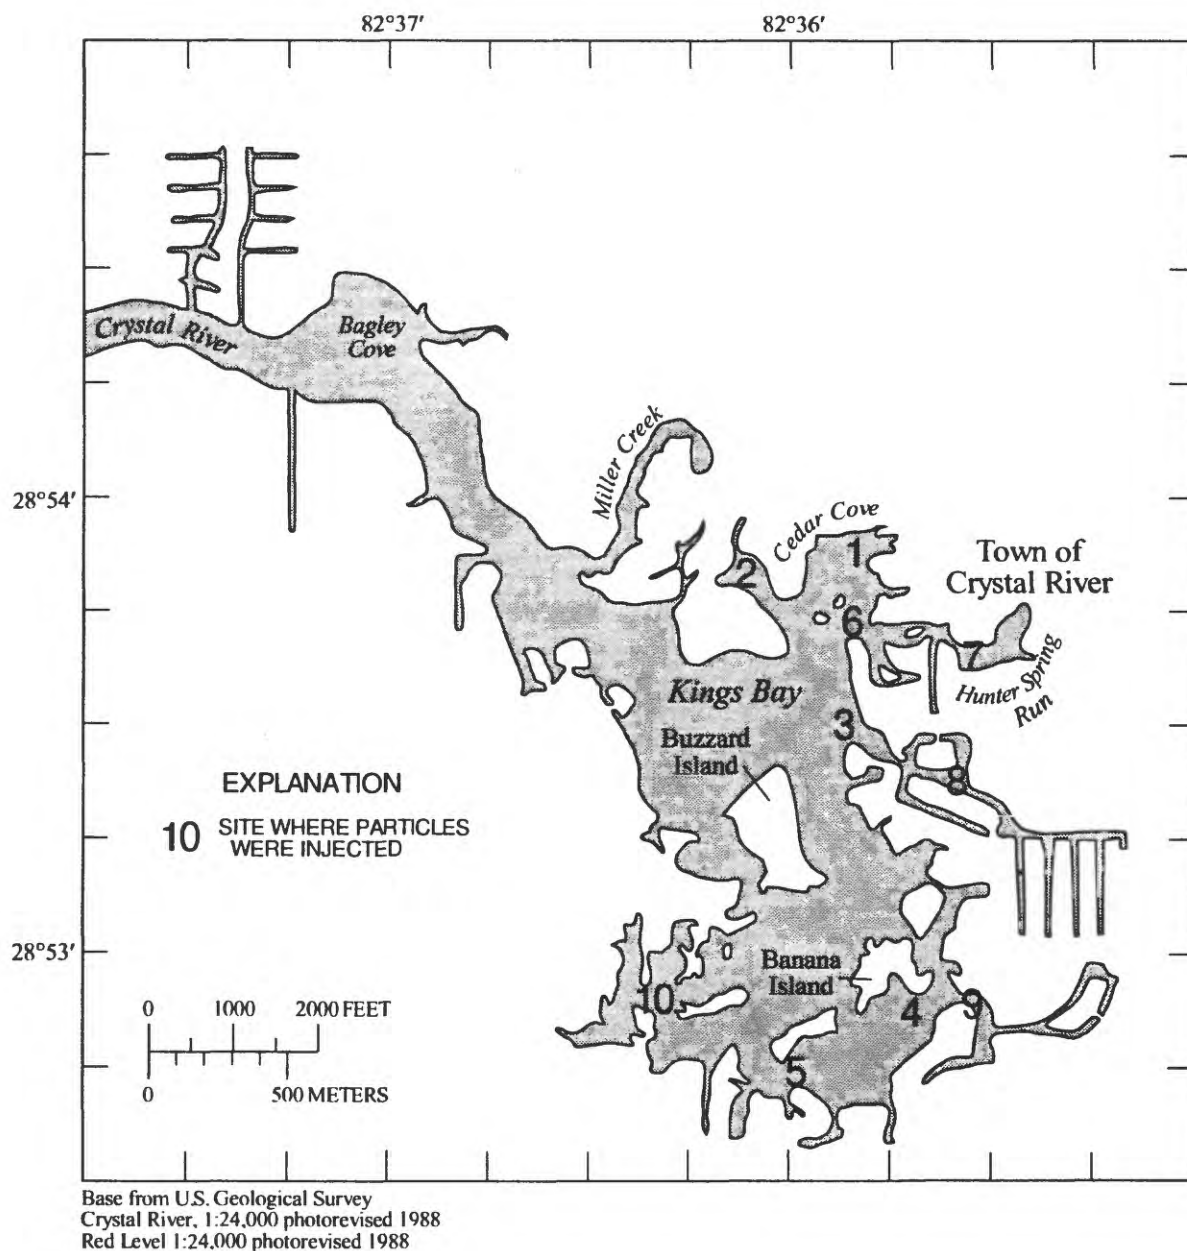 82°37′
82°36′
Crystal River
Bagley
Cove
Miller Creek
28°54′
Cedar Cove
1
Town of
Crystal River
2
6
7
Hunter Spring
Run
Kings Bay
3
Buzzard
Island
8
EXPLANATION
10 SITE WHERE PARTICLES
WERE INJECTED
28°53′
Banana
Island
10
4
9
5
0 1000 2000 FEET
0 500 METERS
Base from U.S. Geological Survey
Crystal River, 1:24,000 photorevised 1988
Red Level 1:24,000 photorevised 1988